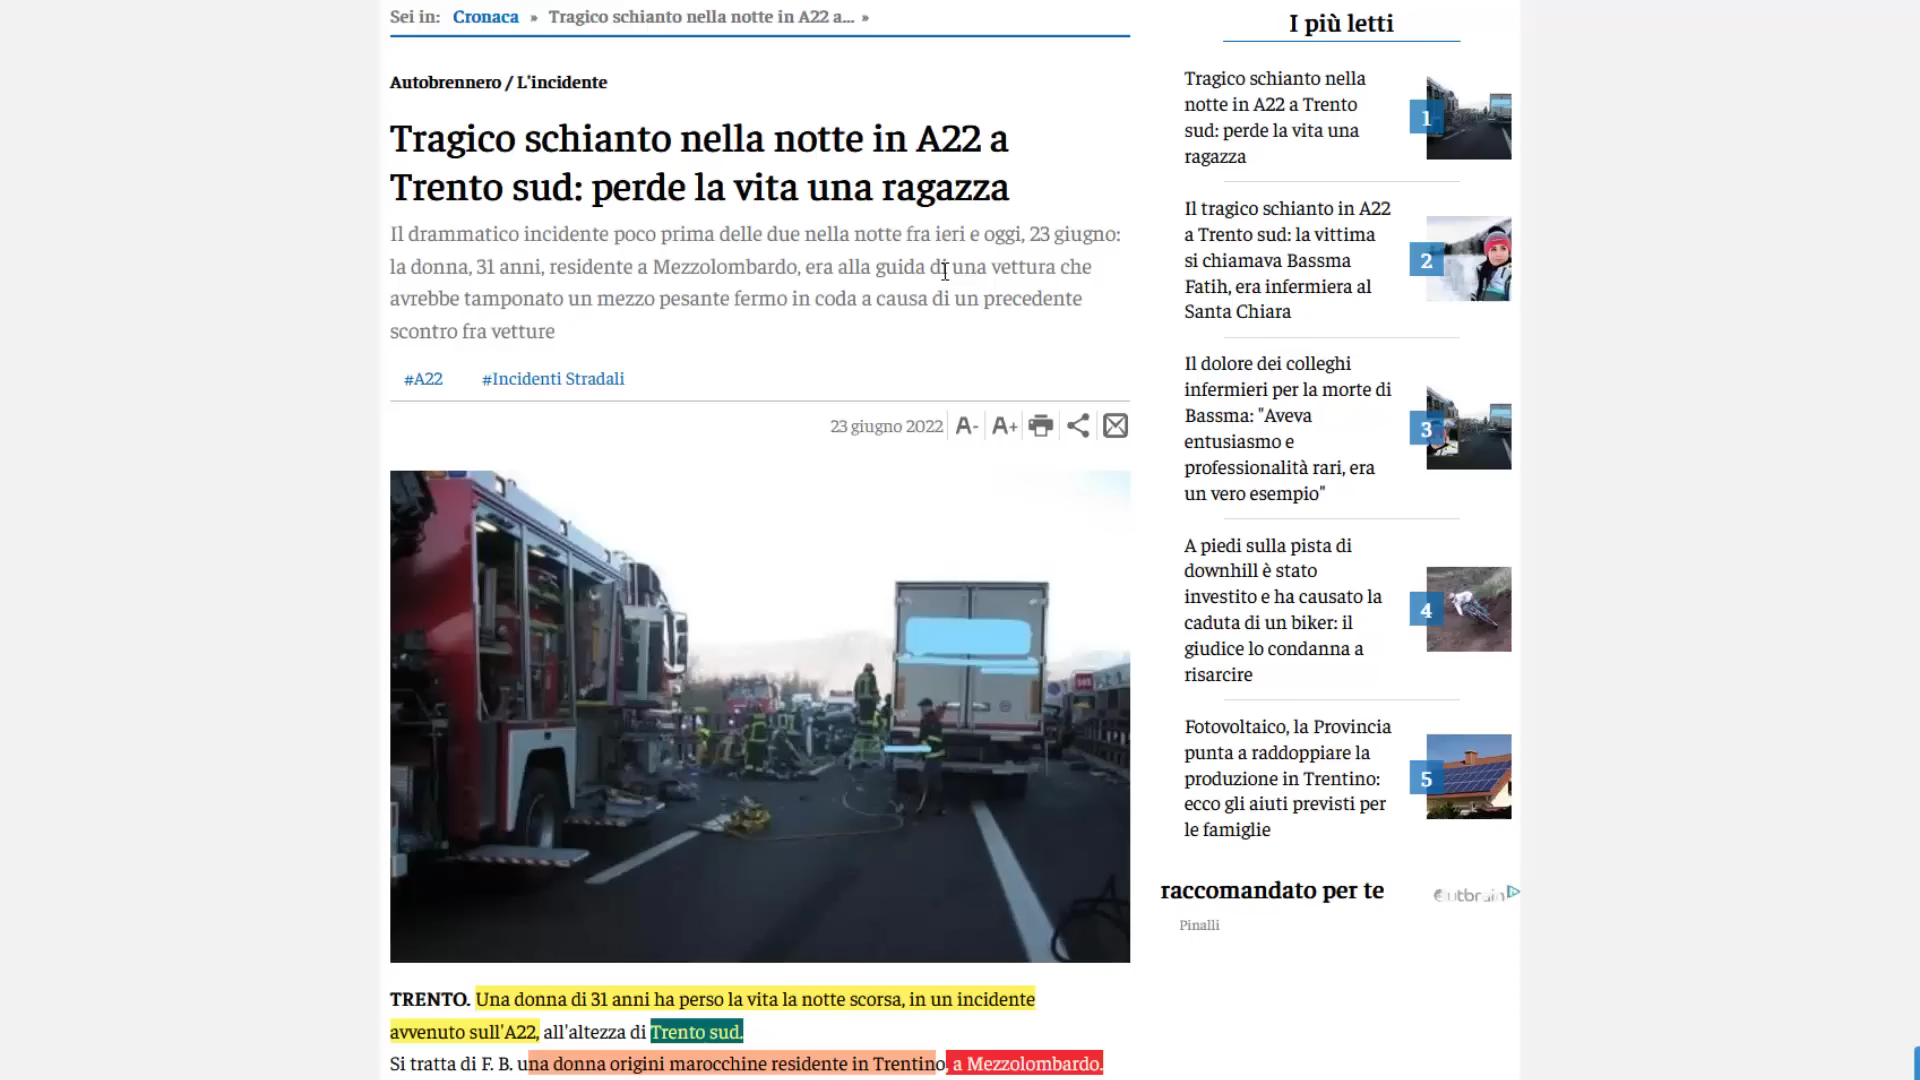 Sei in: Cronaca » Tragico schianto nella notte in A22 a... »
Autobrennero / L'incidente
Tragico schianto nella notte in A22 a
Trento sud: perde la vita una ragazza
Il drammatico incidente poco prima delle due nella notte fra ieri e oggi, 23 giugno:
la donna, 31 anni, residente a Mezzolombardo, era alla guida di una vettura che
avrebbe tamponato un mezzo pesante fermo in coda a causa di un precedente
scontro fra vetture
#A22 #Incidenti Stradali
23 giugno 2022 A- A+
TRENTO. Una donna di 31 anni ha perso la vita la notte scorsa, in un incidente
avvenuto sull'A22, all'altezza di Trento sud.
Si tratta di F. B. una donna origini marocchine residente in Trentino, a Mezzolombardo.
I più letti
Tragico schianto nella
notte in A22 a Trento
sud: perde la vita una
ragazza
1
Il tragico schianto in A22
a Trento sud: la vittima
si chiamava Bassma
Fatih, era infermiera al
Santa Chiara
2
Il dolore dei colleghi
infermieri per la morte di
Bassma: "Aveva
entusiasmo e
professionalità rari, era
un vero esempio"
3
A piedi sulla pista di
downhill è stato
investito e ha causato la
caduta di un biker: il
giudice lo condanna a
risarcire
4
Fotovoltaico, la Provincia
punta a raddoppiare la
produzione in Trentino:
ecco gli aiuti previsti per
le famiglie
5
raccomandato per te
Outbrain
Pinalli